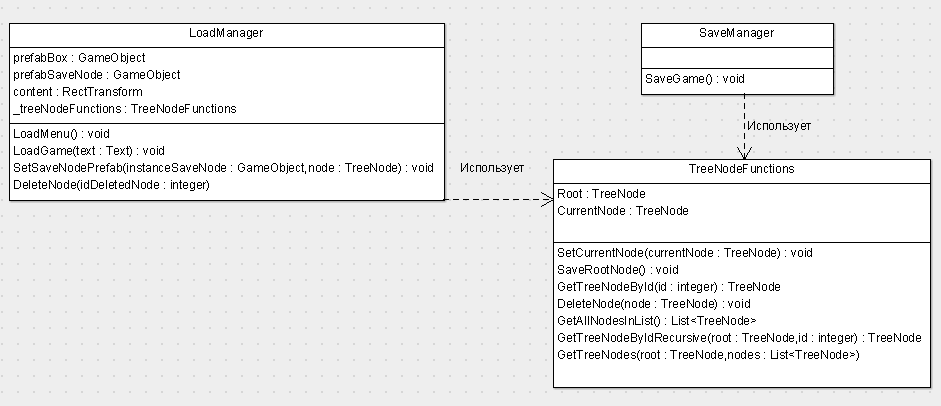 LoadManager
prefabBox : GameObject
prefabSaveNode : GameObject
content : RectTransform
_treeNodeFunctions : TreeNodeFunctions
LoadMenu() : void
LoadGame(text : Text) : void
SetSaveNodePrefab(instanceSaveNode : GameObject,node : TreeNode) : void
DeleteNode(idDeletedNode : integer)
Использует
SaveManager
SaveGame() : void
Использует
TreeNodeFunctions
Root : TreeNode
CurrentNode : TreeNode
SetCurrentNode(currentNode : TreeNode) : void
SaveRootNode() : void
GetTreeNodeById(id : integer) : TreeNode
DeleteNode(node : TreeNode) : void
GetAllNodesInList() : List<TreeNode>
GetTreeNodeByIdRecursive(root : TreeNode,id : integer) : TreeNode
GetTreeNodes(root : TreeNode,nodes : List<TreeNode>)